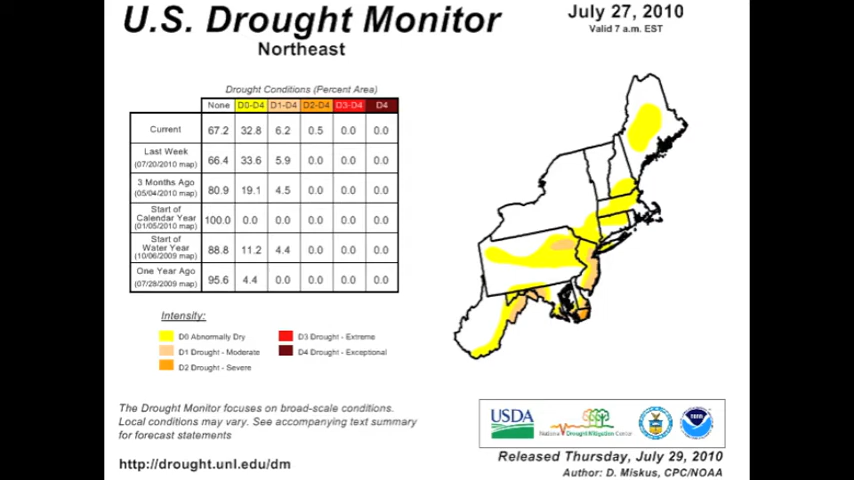 U.S. Drought Monitor
Northeast
July 27, 2010
Valid 7 a.m. EST
Drought Conditions (Percent Area)
None D0-D4 D1-D4 D2-D4 D3-D4 D4
Current 67.2 32.8 6.2 0.5 0.0 0.0
Last Week (07/20/2010 map) 66.4 33.6 5.9 0.0 0.0 0.0
3 Months Ago (05/04/2010 map) 80.9 19.1 4.5 0.0 0.0 0.0
Start of Calendar Year (01/05/2010 map) 100.0 0.0 0.0 0.0 0.0 0.0
Start of Water Year (10/06/2009 map) 88.8 11.2 4.4 0.0 0.0 0.0
One Year Ago (07/28/2009 map) 95.6 4.4 0.0 0.0 0.0 0.0
Intensity:
D0 Abnormally Dry
D1 Drought - Moderate
D2 Drought - Severe
D3 Drought - Extreme
D4 Drought - Exceptional
The Drought Monitor focuses on broad-scale conditions.
Local conditions may vary. See accompanying text summary
for forecast statements
http://drought.unl.edu/dm
USDA
National Drought Mitigation Center
Released Thursday, July 29, 2010
Author: D. Miskus, CPC/NOAA